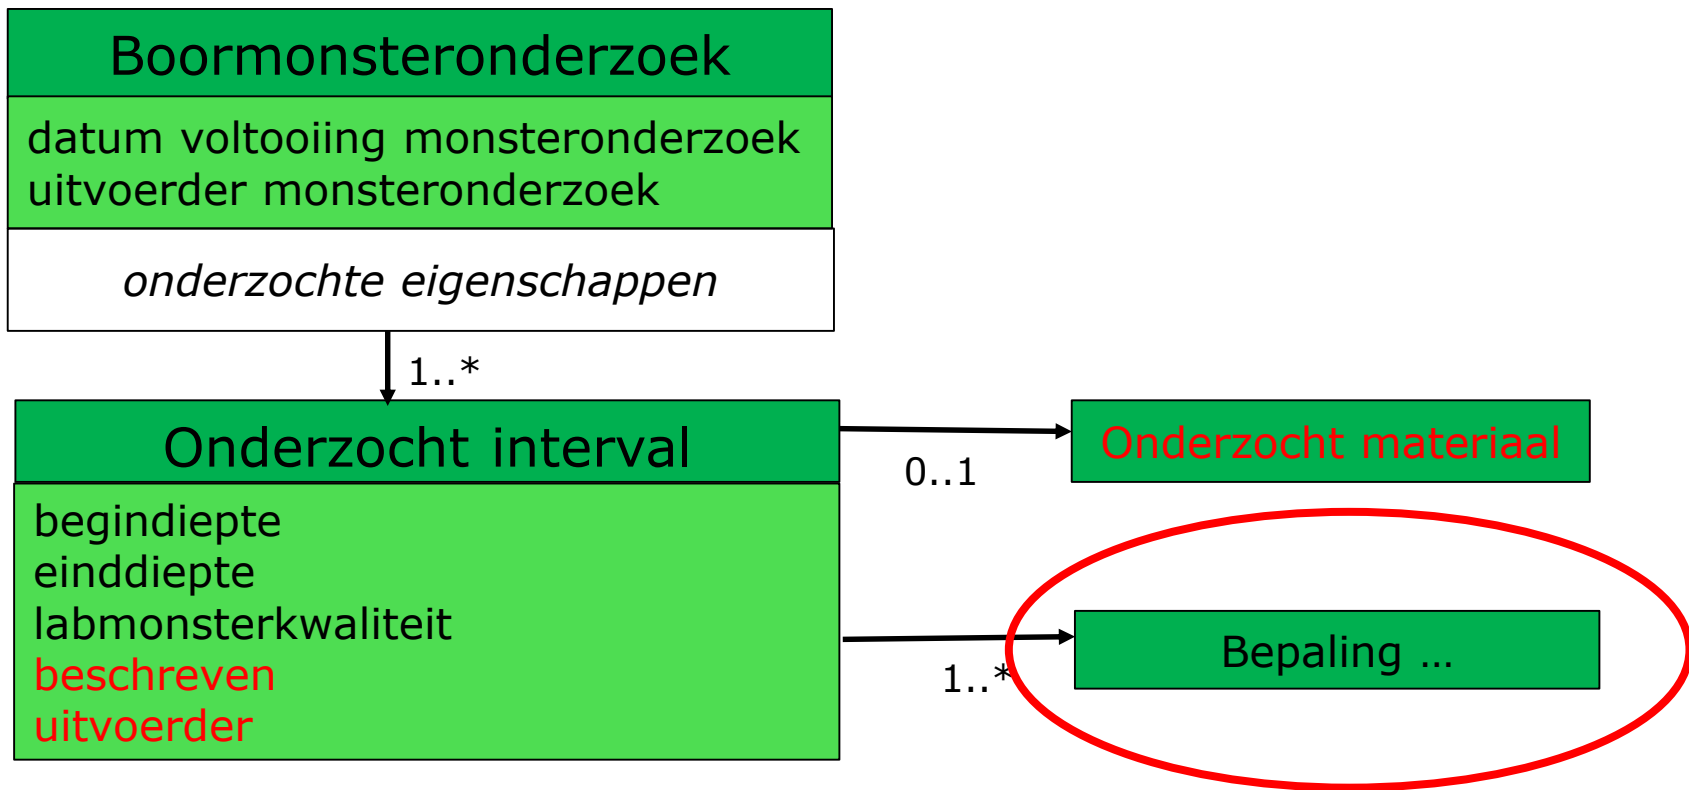 Boormonsteronderzoek
datum voltooiing monsteronderzoek
uitvoerder monsteronderzoek
onderzochte eigenschappen
1..*
Onderzocht interval
0..1
Onderzocht materiaal
begindiepte
einddiepte
labmonsterkwaliteit
beschreven
uitvoerder
1..*
Bepaling …